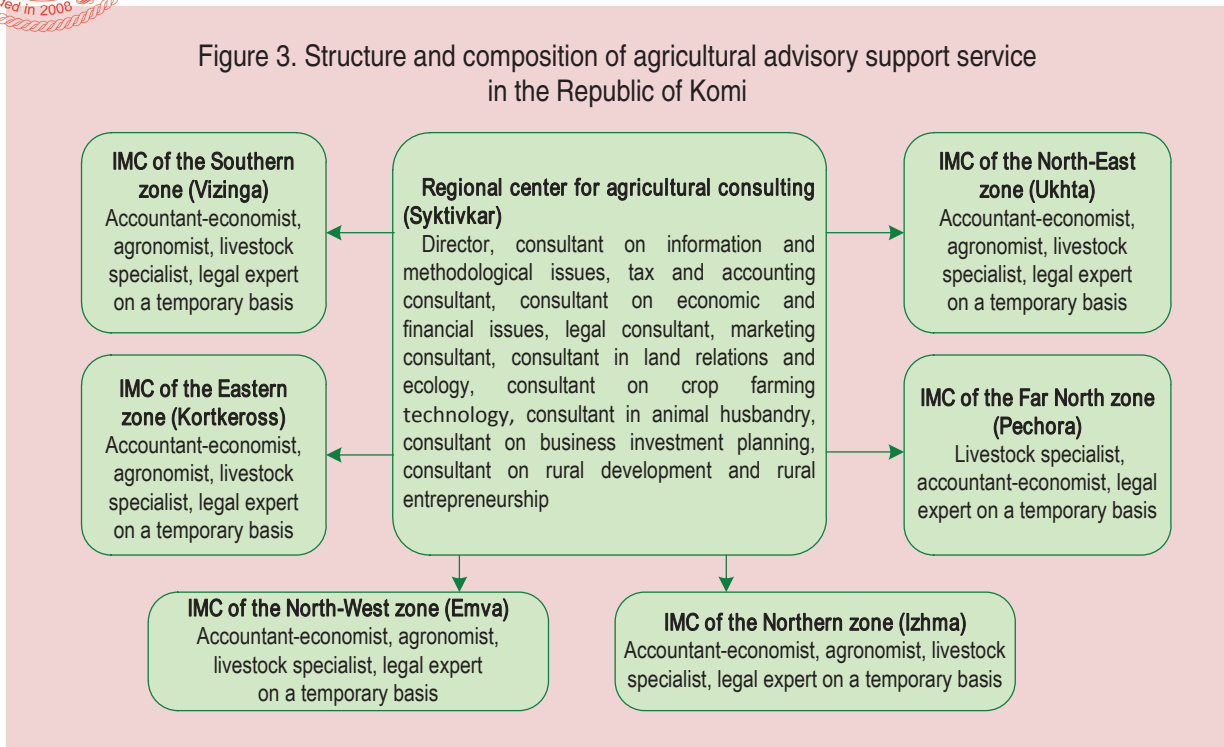 ed in 2008
Figure 3. Structure and composition of agricultural advisory support service
in the Republic of Komi
IMC of the Southern
zone (Vizinga)
Accountant-economist,
agronomist, livestock
specialist, legal expert
on a temporary basis
IMC of the Eastern
zone (Kortkeross)
Accountant-economist,
agronomist, livestock
specialist, legal expert
on a temporary basis
Regional center for agricultural consulting
(Syktivkar)
Director, consultant on information and
methodological issues, tax and accounting
consultant, consultant on economic and
financial issues, legal consultant, marketing
consultant, consultant in land relations and
ecology, consultant on crop farming
technology, consultant in animal husbandry,
consultant on business investment planning,
consultant on rural development and rural
entrepreneurship
IMC of the North-East
zone (Ukhta)
Accountant-economist,
agronomist, livestock
specialist, legal expert
on a temporary basis
IMC of the Far North zone
(Pechora)
Livestock specialist,
accountant-economist, legal
expert on a temporary basis
IMC of the North-West zone (Emva)
Accountant-economist, agronomist,
livestock specialist, legal expert
on a temporary basis
IMC of the Northern zone (Izhma)
Accountant-economist, agronomist, livestock
specialist, legal expert on a temporary basis